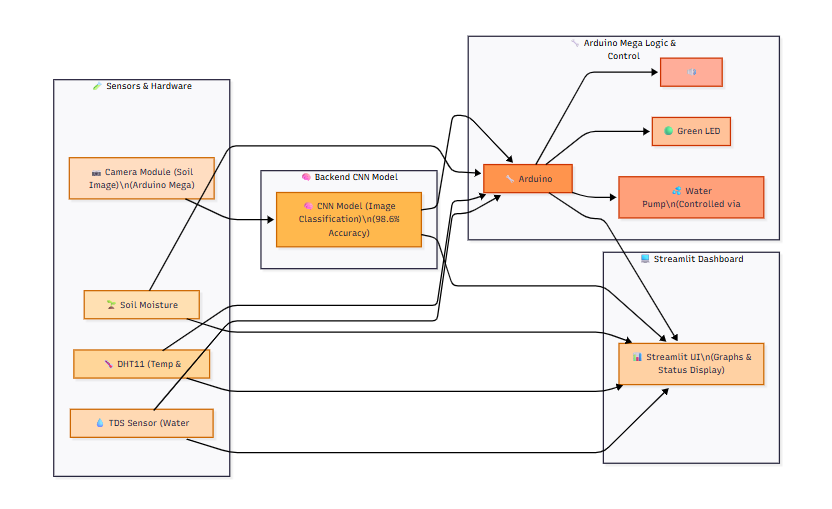 Sensors & Hardware
Camera Module (Soil
Image)\n(Arduino Mega)
Soil Moisture
DHT11 (Temp &
TDS Sensor (Water
Backend CNN Model
CNN Model (Image
Classification)\n(98.6%
Accuracy)
Arduino Mega Logic &
Control
Arduino
Green LED
Water
Pump\n(Controlled via
Streamlit Dashboard
Streamlit UI\n(Graphs &
Status Display)